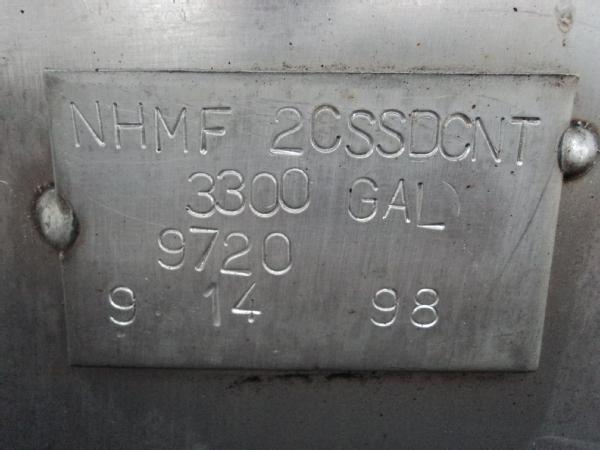 NHMF 2CSSDCNT
3300 GAL
9720
9 14 98